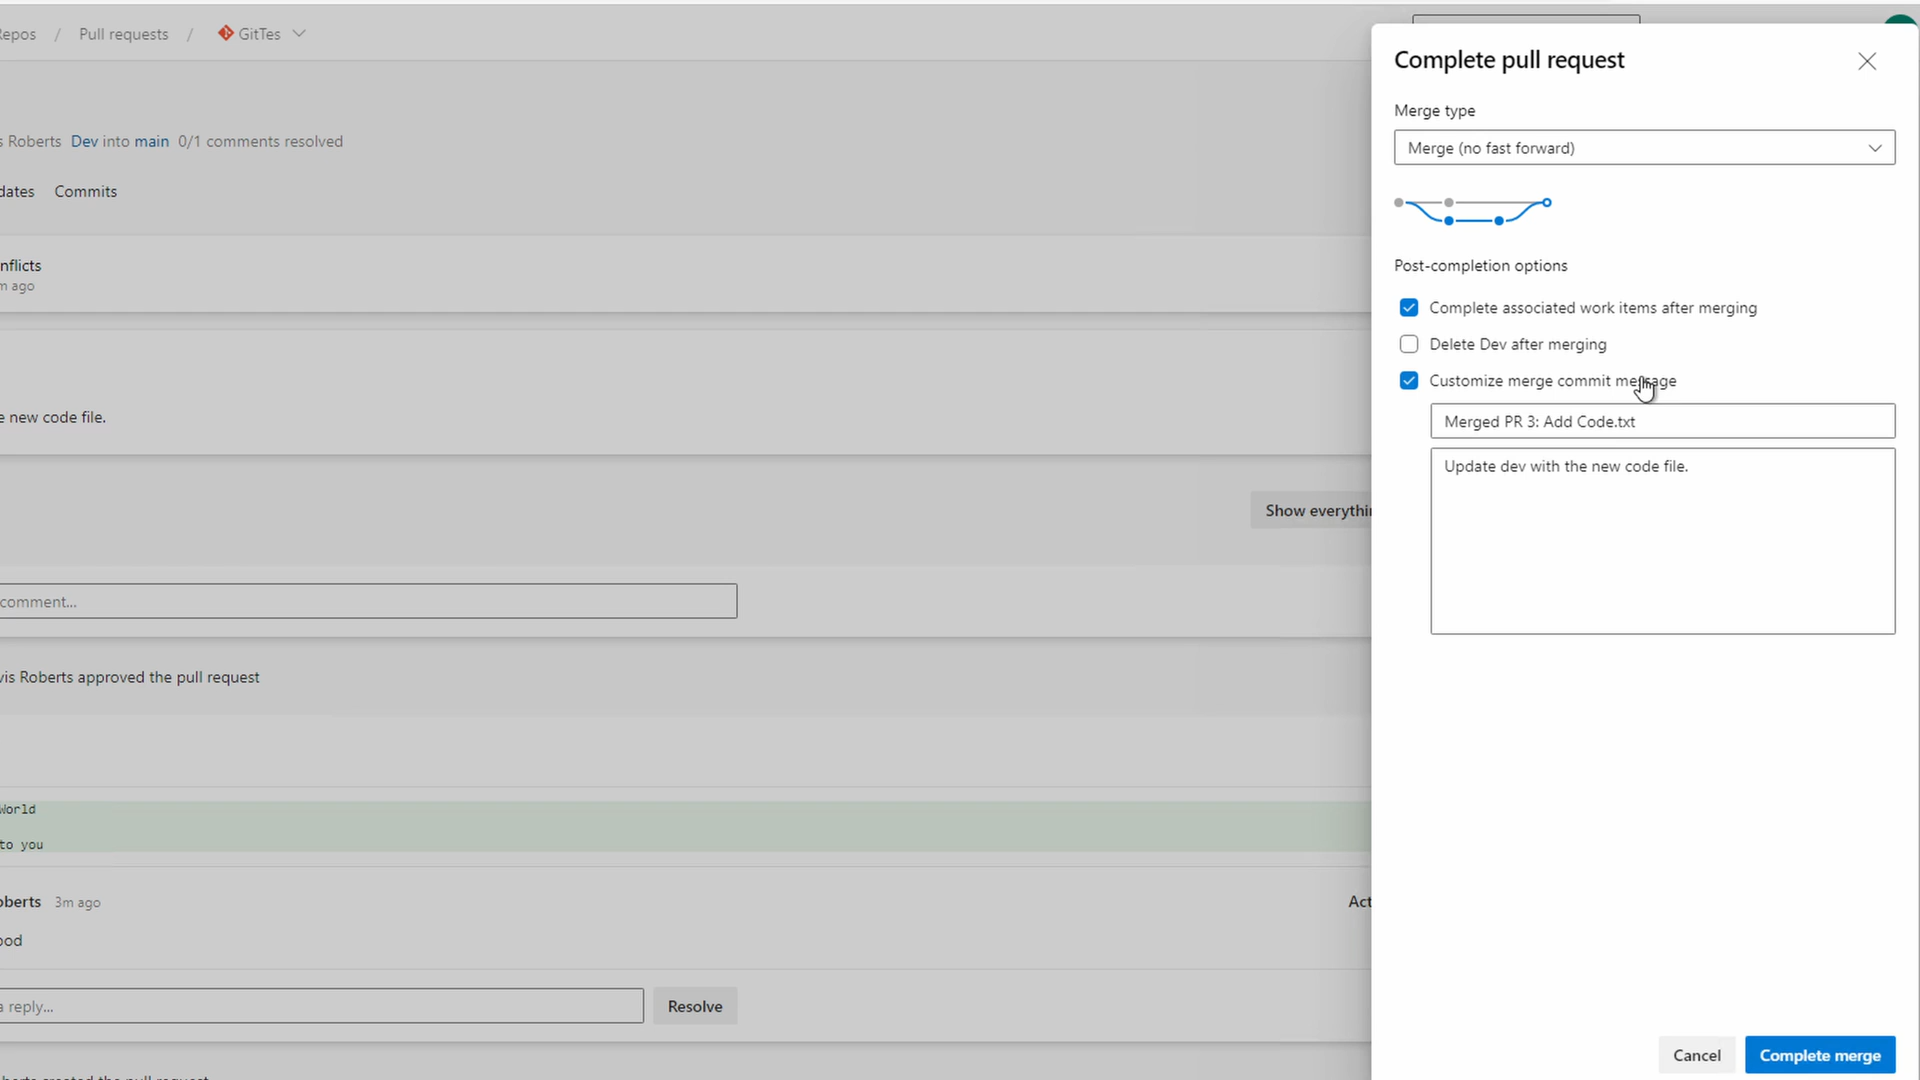 epos / Pull requests / GitTes
s Roberts Dev into main 0/1 comments resolved
dates Commits
nflicts
m ago
e new code file.
Show everythin
comment...
vis Roberts approved the pull request
World
to you
oberts 3m ago
Act
ood
a reply...
Resolve
Complete pull request
Merge type
Merge (no fast forward)
Post-completion options
Complete associated work items after merging
Delete Dev after merging
Customize merge commit message
Merged PR 3: Add Code.txt
Update dev with the new code file.
Cancel
Complete merge